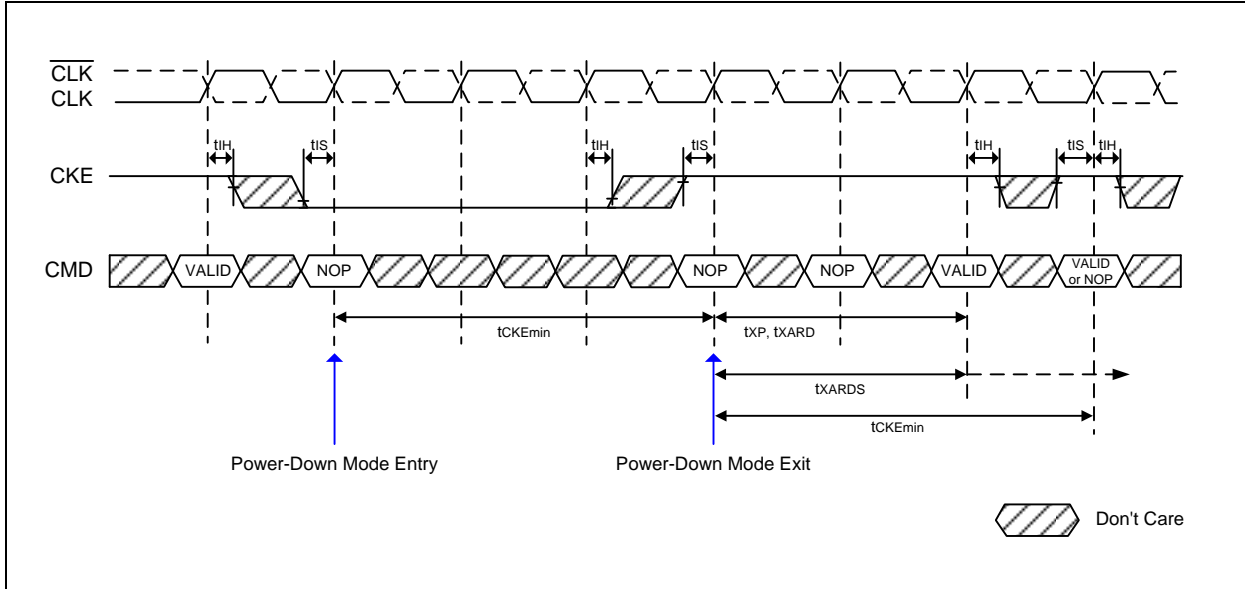 CLK
CLK
tIH tIS tIH tIS tIH tIS tIH
CKE
CMD VALID NOP NOP NOP VALID VALID or NOP
tCKEmin tXP, tXARD
tXARDS
tCKEmin
Power-Down Mode Entry Power-Down Mode Exit
Don't Care